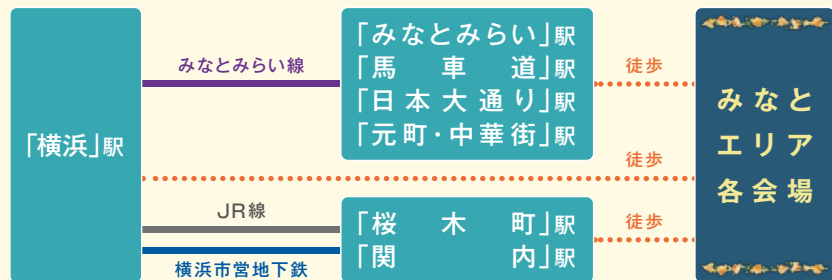 「横浜」駅
みなとみらい線
「みなとみらい」駅
「馬車道」駅
「日本大通り」駅
「元町・中華街」駅
徒歩
徒歩
JR線
横浜市営地下鉄
「桜木町」駅
「関内」駅
徒歩
みなと
エリア
各会場